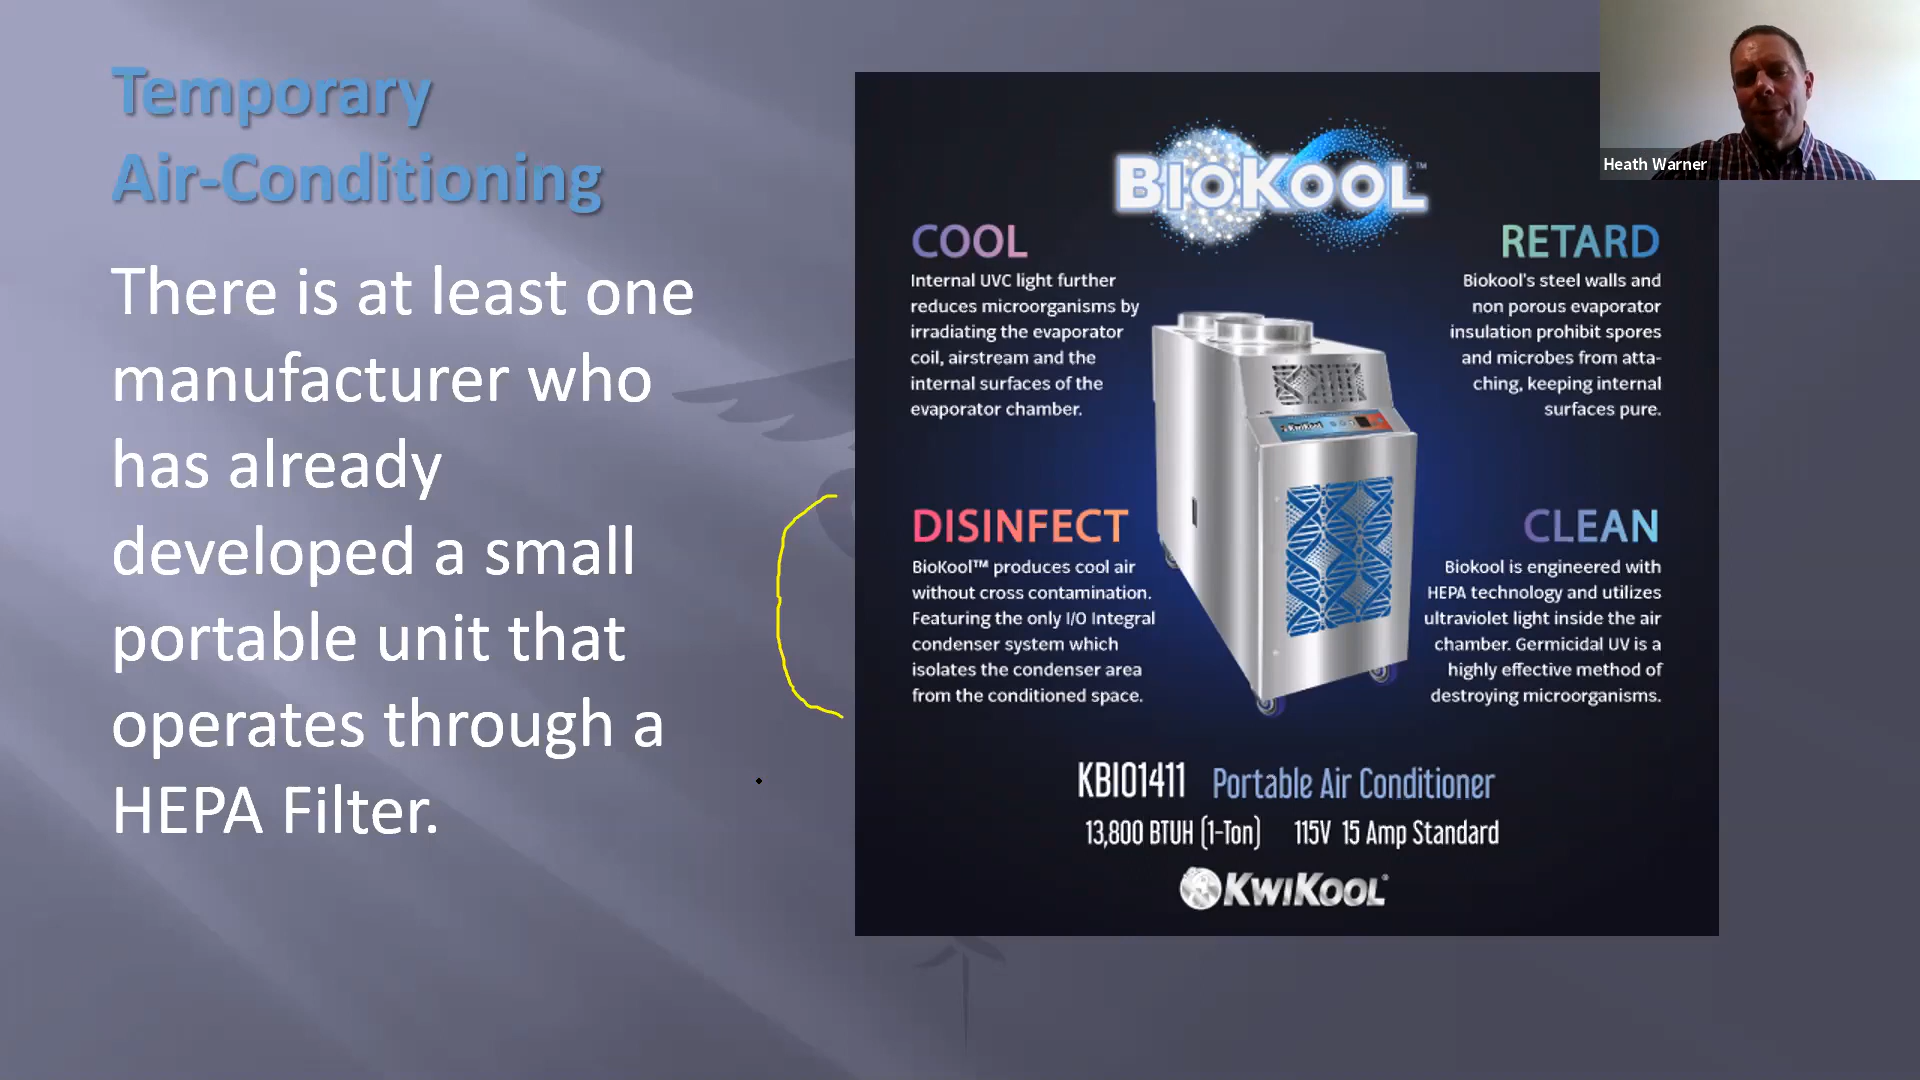 Temporary
Air-Conditioning
There is at least one
manufacturer who
has already
developed a small
portable unit that
operates through a
HEPA Filter.
BIOKOOL™
COOL
Internal UVC light further
reduces microorganisms by
irradiating the evaporator
coil, airstream and the
internal surfaces of the
evaporator chamber.
RETARD
Biokool's steel walls and
non porous evaporator
insulation prohibit spores
and microbes from atta-
ching, keeping internal
surfaces pure.
KwiKool
DISINFECT
BioKool™ produces cool air
without cross contamination.
Featuring the only I/O Integral
condenser system which
isolates the condenser area
from the conditioned space.
CLEAN
Biokool is engineered with
HEPA technology and utilizes
ultraviolet light inside the air
chamber. Germicidal UV is a
highly effective method of
destroying microorganisms.
KBIO1411 Portable Air Conditioner
13,800 BTUH (1-Ton) 115V 15 Amp Standard
KWIKOOL®
Heath Warner